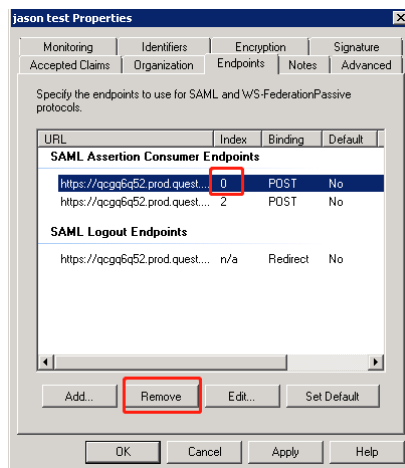 jason test Properties
Monitoring Identifiers Encryption Signature
Accepted Claims Organization Endpoints Notes Advanced
Specify the endpoints to use for SAML and WS-FederationPassive
protocols.
URL Index Binding Default
SAML Assertion Consumer Endpoints
https://qcgq6q52.prod.quest.... 0 POST No
https://qcgq6q52.prod.quest.... 2 POST No
SAML Logout Endpoints
https://qcgq6q52.prod.quest.... n/a Redirect No
Add... Remove Edit... Set Default
OK Cancel Apply Help